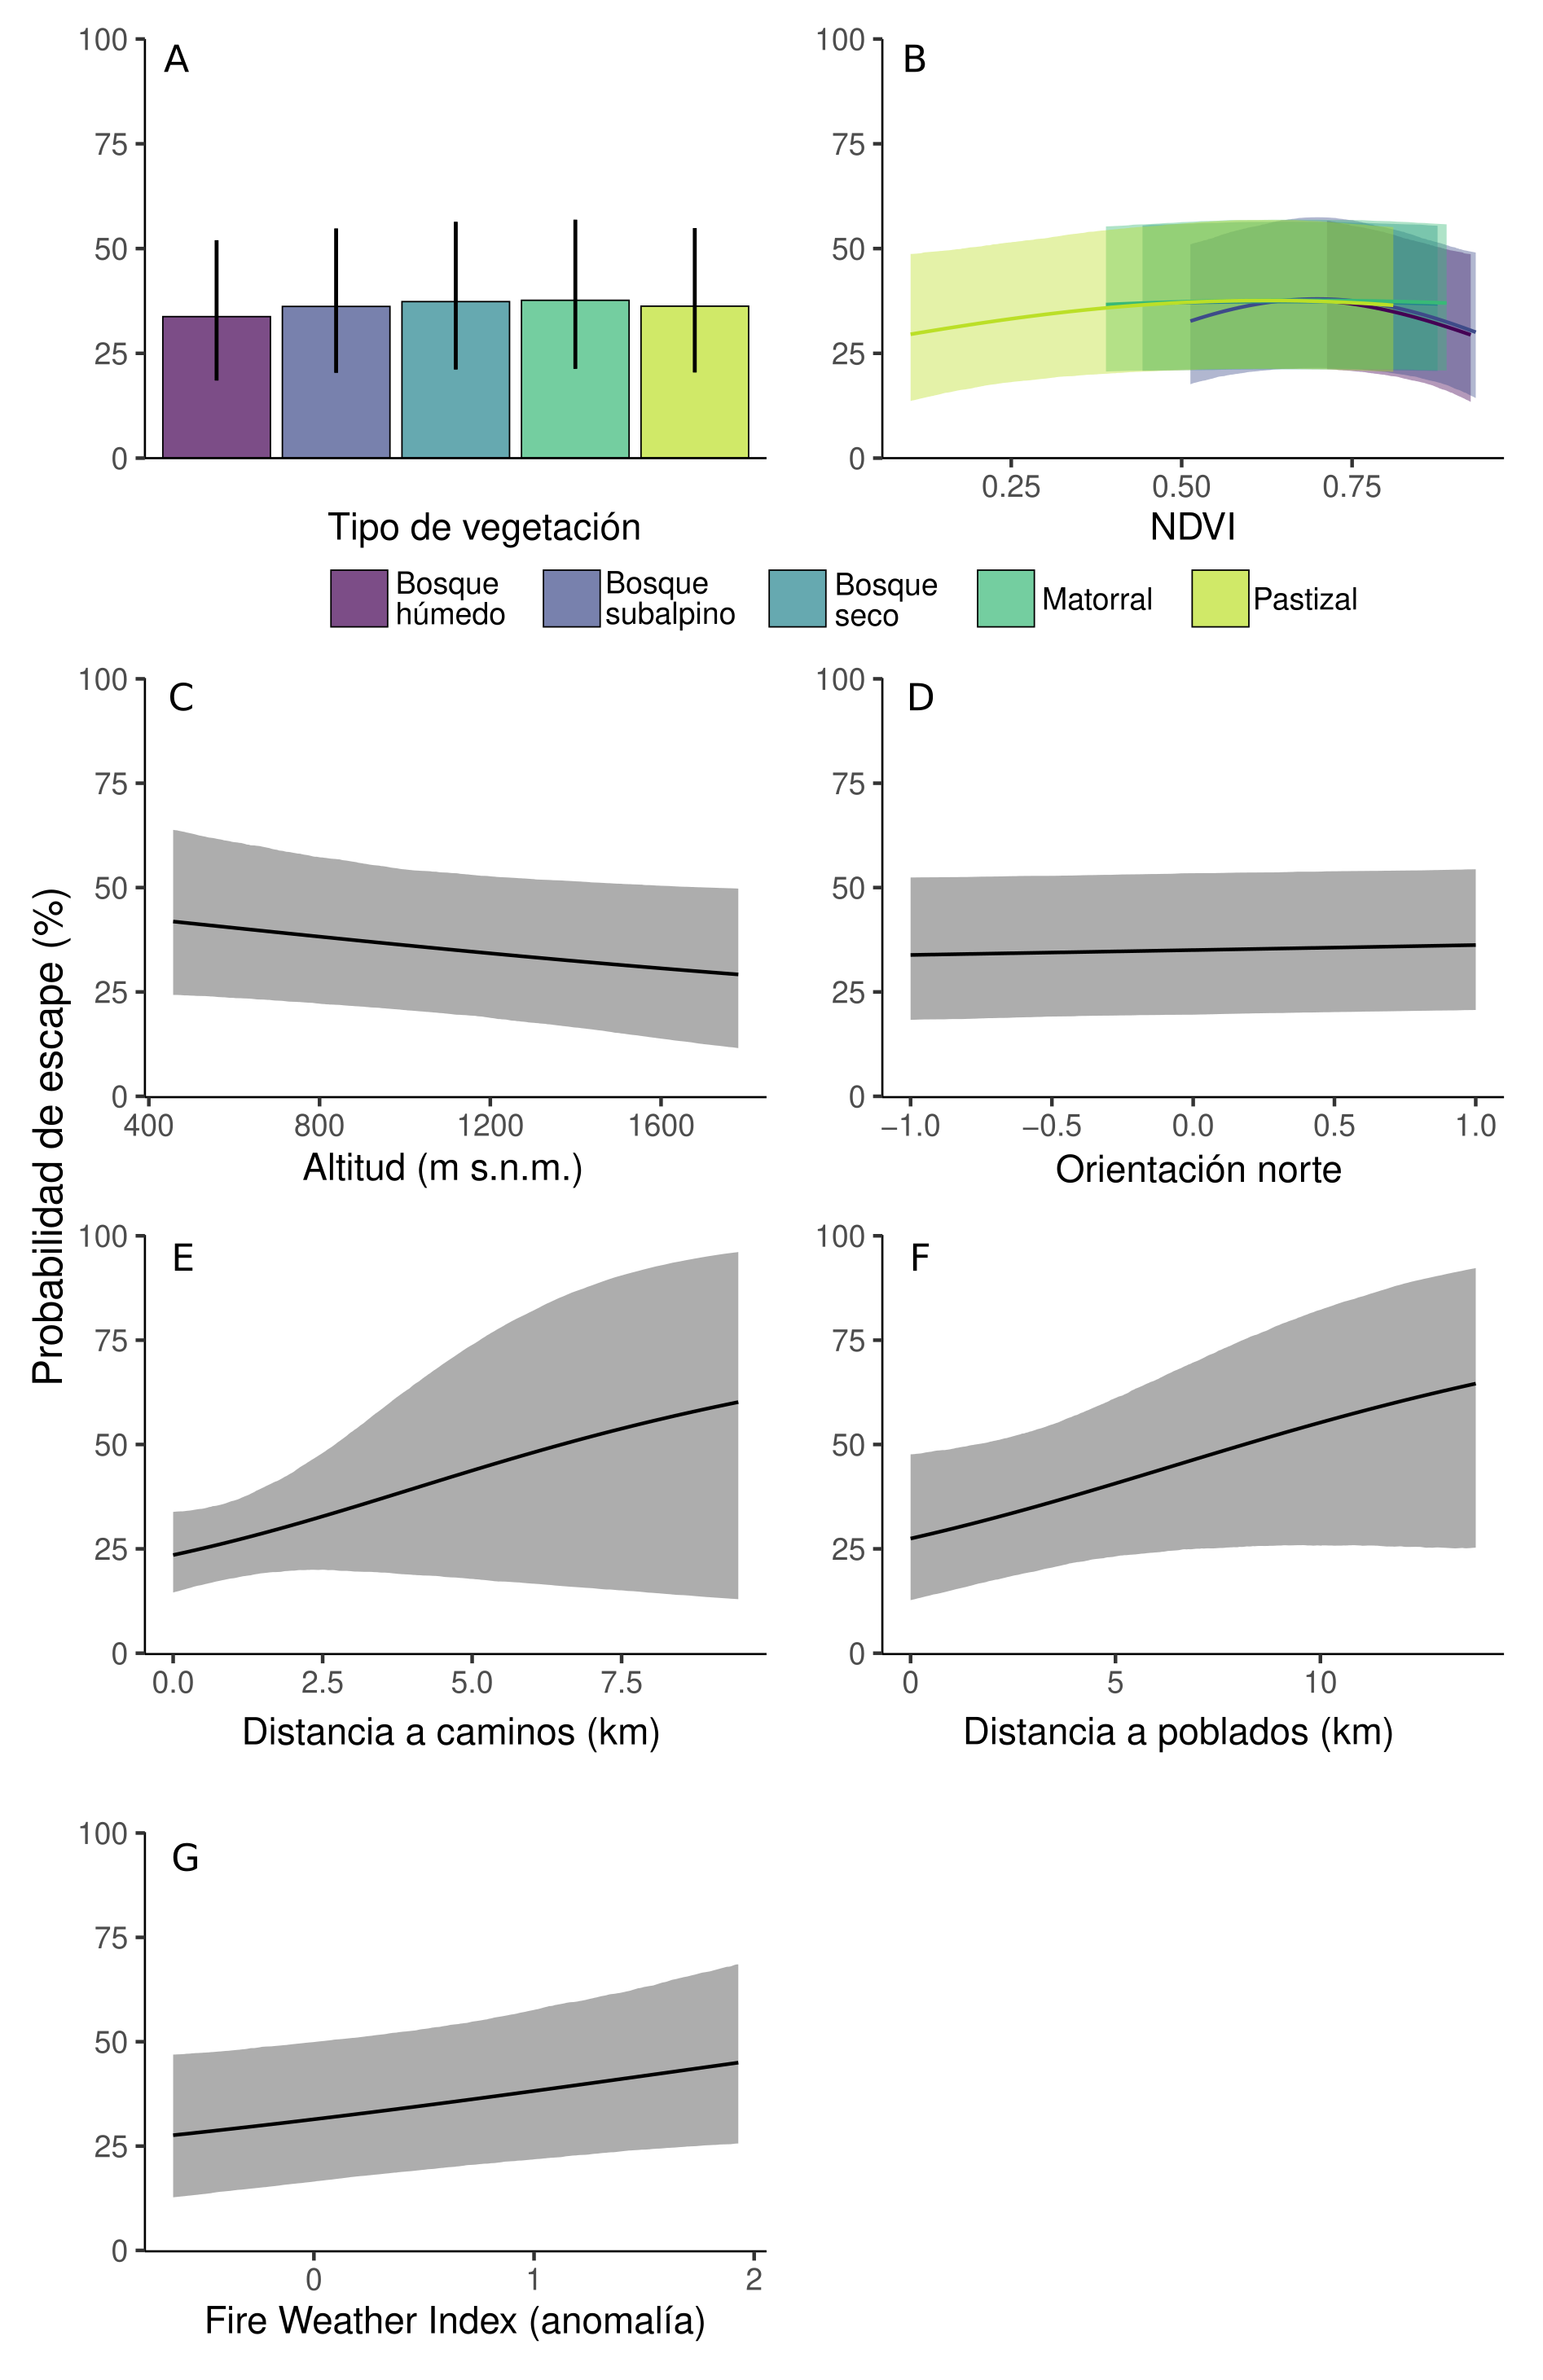 A
100
75
50
25
0
Tipo de vegetación
B
100
75
50
25
0
0.25 0.50 0.75
NDVI
Bosque húmedo
Bosque subalpino
Bosque seco
Matorral
Pastizal
Probabilidad de escape (%)
C
100
75
50
25
0
400 800 1200 1600
Altitud (m s.n.m.)
D
100
75
50
25
0
−1.0 −0.5 0.0 0.5 1.0
Orientación norte
E
100
75
50
25
0
0.0 2.5 5.0 7.5
Distancia a caminos (km)
F
100
75
50
25
0
0 5 10
Distancia a poblados (km)
G
100
75
50
25
0
0 1 2
Fire Weather Index (anomalía)